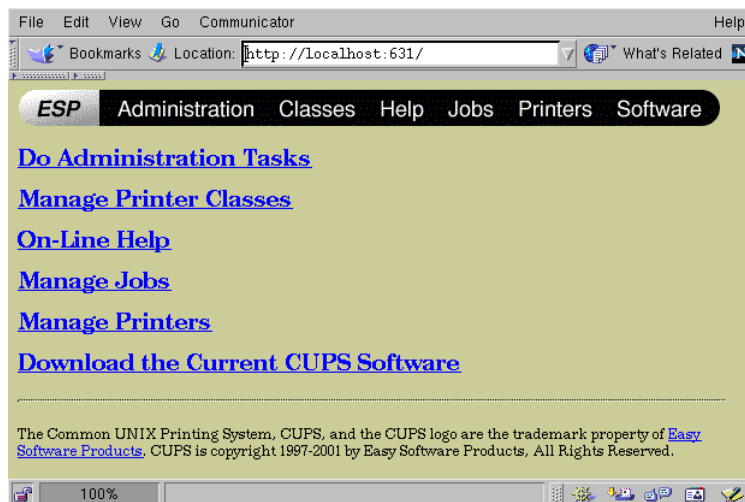 File Edit View Go Communicator Help
Bookmarks Location: http://localhost:631/ What's Related N
ESP Administration Classes Help Jobs Printers Software
Do Administration Tasks
Manage Printer Classes
On-Line Help
Manage Jobs
Manage Printers
Download the Current CUPS Software
The Common UNIX Printing System, CUPS, and the CUPS logo are the trademark property of Easy
Software Products. CUPS is copyright 1997-2001 by Easy Software Products, All Rights Reserved.
100%